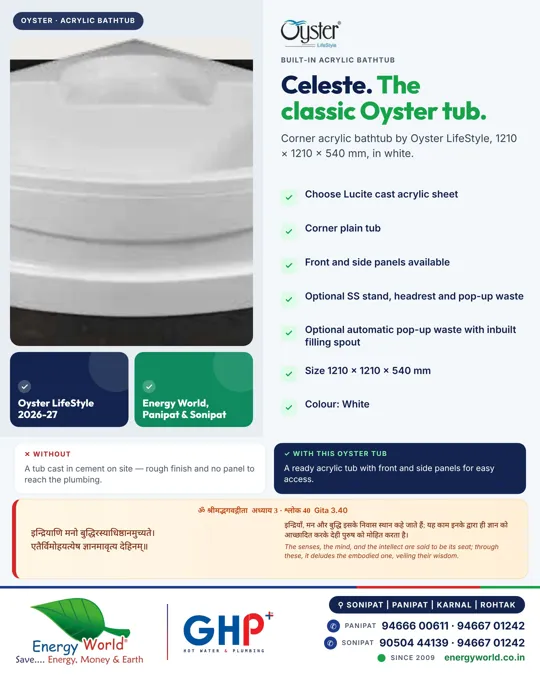 OYSTER · ACRYLIC BATHTUB
Oyster®
LifeStyle
BUILT-IN ACRYLIC BATHTUB
Celeste. The
classic Oyster tub.
Corner acrylic bathtub by Oyster LifeStyle, 1210
× 1210 × 540 mm, in white.
Choose Lucite cast acrylic sheet
Corner plain tub
Front and side panels available
Optional SS stand, headrest and pop-up waste
Optional automatic pop-up waste with inbuilt
filling spout
Size 1210 × 1210 × 540 mm
Colour: White
Oyster LifeStyle
2026-27
Energy World,
Panipat & Sonipat
✕ WITHOUT
A tub cast in cement on site — rough finish and no panel to
reach the plumbing.
✓ WITH THIS OYSTER TUB
A ready acrylic tub with front and side panels for easy
access.
ॐ श्रीमद्भगवद्गीता अध्याय 3 · श्लोक 40 Gita 3.40
इन्द्रियाणि मनो बुद्धिरस्याधिष्ठानमुच्यते।
एतैर्विमोहयत्येष ज्ञानमावृत्य देहिनम्॥
इन्द्रियाँ, मन और बुद्धि इसके निवास स्थान कहे जाते हैं; यह काम इनके द्वारा ही ज्ञान को
आच्छादित करके देही पुरुष को मोहित करता है।
The senses, the mind, and the intellect are said to be its seat; through
these, it deludes the embodied one, veiling their wisdom.
Energy World®
Save.... Energy, Money & Earth
GHP+
HOT WATER & PLUMBING
SONIPAT | PANIPAT | KARNAL | ROHTAK
PANIPAT 94666 00611 · 94667 01242
SONIPAT 90504 44139 · 94667 01242
SINCE 2009 energyworld.co.in